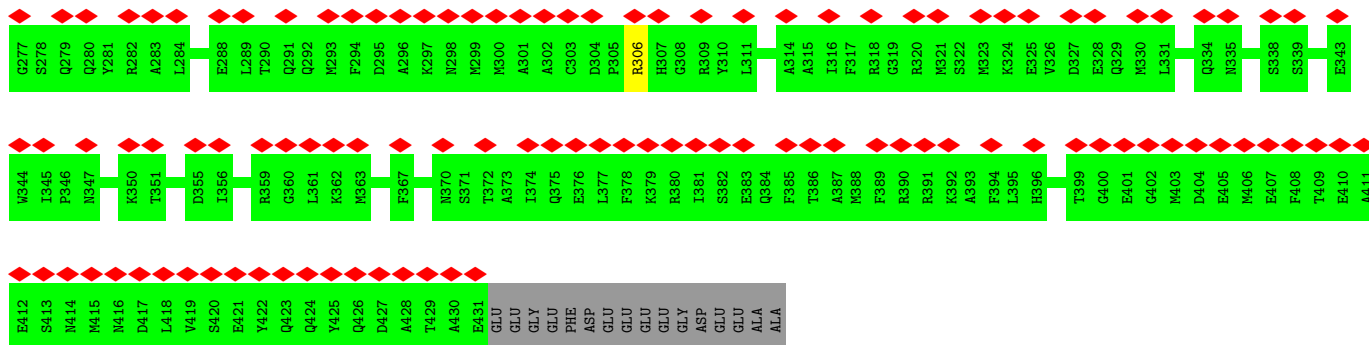 G277 S278 Q279 Q280 Y281 R282 A283 L284 E288 L289 T290 Q291 Q292 M293 F294 D295 A296 K297 N298 M299 M300 A301 A302 C303 D304 P305 R306 H307 G308 R309 Y310 L311 A314 A315 I316 F317 R318 G319 R320 M321 S322 M323 K324 E325 V326 D327 E328 Q329 M330 L331 Q334 N335 S338 S339 E343
W344 I345 P346 N347 K350 T351 D355 I356 R359 G360 L361 K362 M363 F367 N370 S371 T372 A373 I374 Q375 E376 L377 F378 K379 R380 I381 S382 E383 Q384 F385 T386 A387 M388 F389 R390 R391 K392 A393 F394 L395 H396 T399 G400 E401 G402 M403 D404 E405 M406 E407 F408 T409 E410 A411
E412 S413 N414 M415 N416 D417 L418 V419 S420 E421 Y422 Q423 Q424 Y425 Q426 D427 A428 T429 A430 E431 GLU GLU GLY GLU PHE ASP GLU GLU GLU GLU GLY ASP GLU GLU ALA ALA